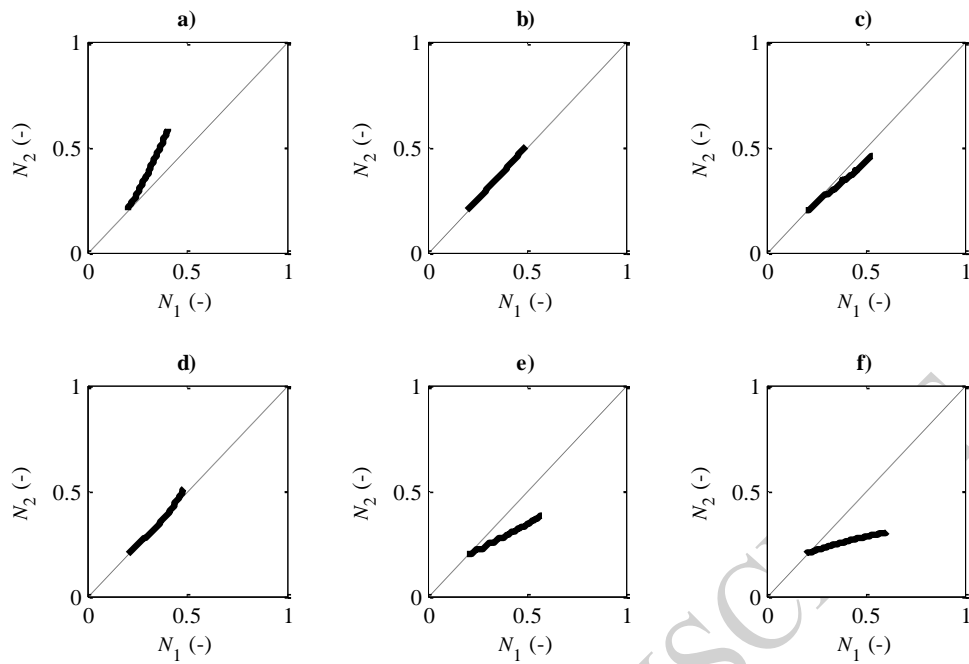 a) b) c)
1 1 1
N2 (-) 0.5 N2 (-) 0.5 N2 (-) 0.5
0 0 0
0 0.5 1 0 0.5 1 0 0.5 1
N1 (-) N1 (-) N1 (-)
d) e) f)
1 1 1
N2 (-) 0.5 N2 (-) 0.5 N2 (-) 0.5
0 0 0
0 0.5 1 0 0.5 1 0 0.5 1
N1 (-) N1 (-) N1 (-)